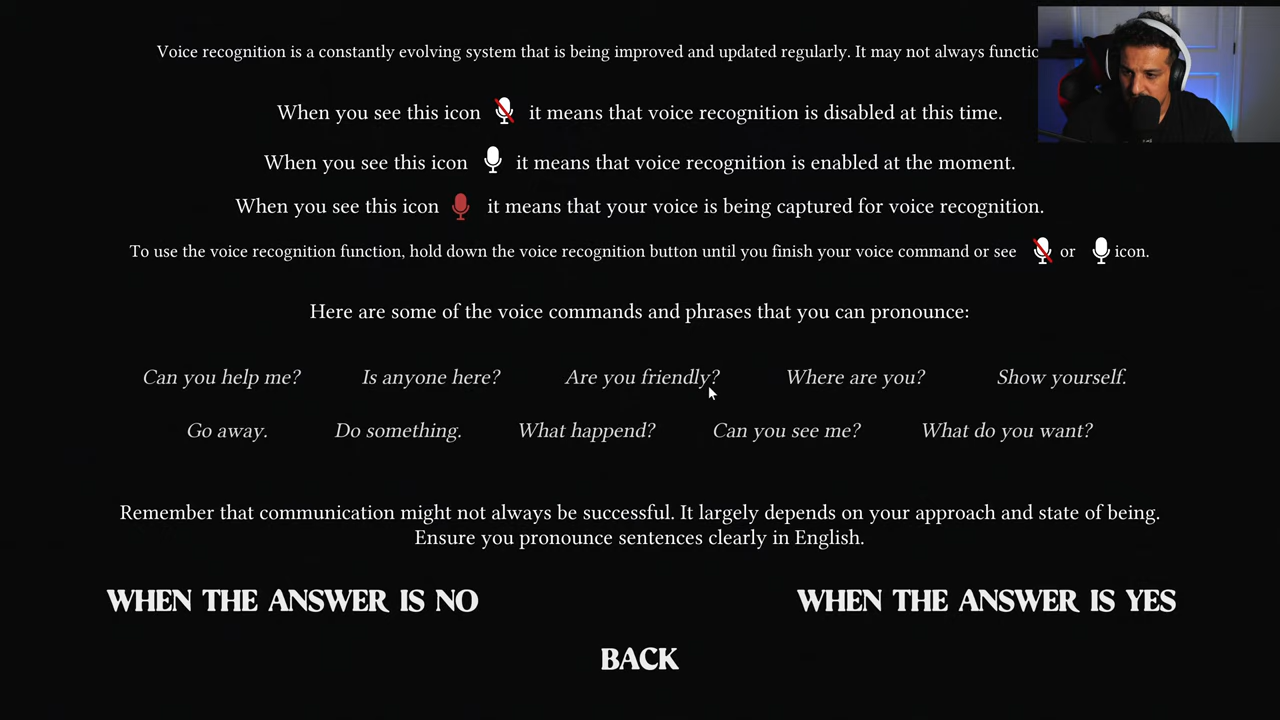 Voice recognition is a constantly evolving system that is being improved and updated regularly. It may not always
When you see this icon it means that voice recognition is disabled at this time.
When you see this icon it means that voice recognition is enabled at the moment.
When you see this icon it means that your voice is being captured for voice recognition.
To use the voice recognition function, hold down the voice recognition button until you finish your voice command or see or icon.
Here are some of the voice commands and phrases that you can pronounce:
Can you help me? Is anyone here? Are you friendly? Where are you? Show yourself.
Go away. Do something. What happend? Can you see me? What do you want?
Remember that communication might not always be successful. It largely depends on your approach and state of being.
Ensure you pronounce sentences clearly in English.
WHEN THE ANSWER IS NO WHEN THE ANSWER IS YES
BACK